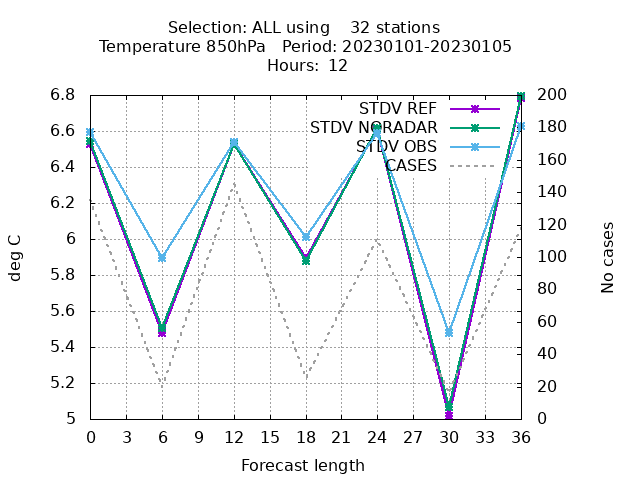 Selection: ALL using    32 stations
Temperature 850hPa   Period: 20230101-20230105
Hours: 12
STDV REF
STDV NORADAR
STDV OBS
CASES
deg C
6.8
6.6
6.4
6.2
6
5.8
5.6
5.4
5.2
5
200
180
160
140
120
100
80
60
40
20
0
No cases
0 3 6 9 12 15 18 21 24 27 30 33 36
Forecast length